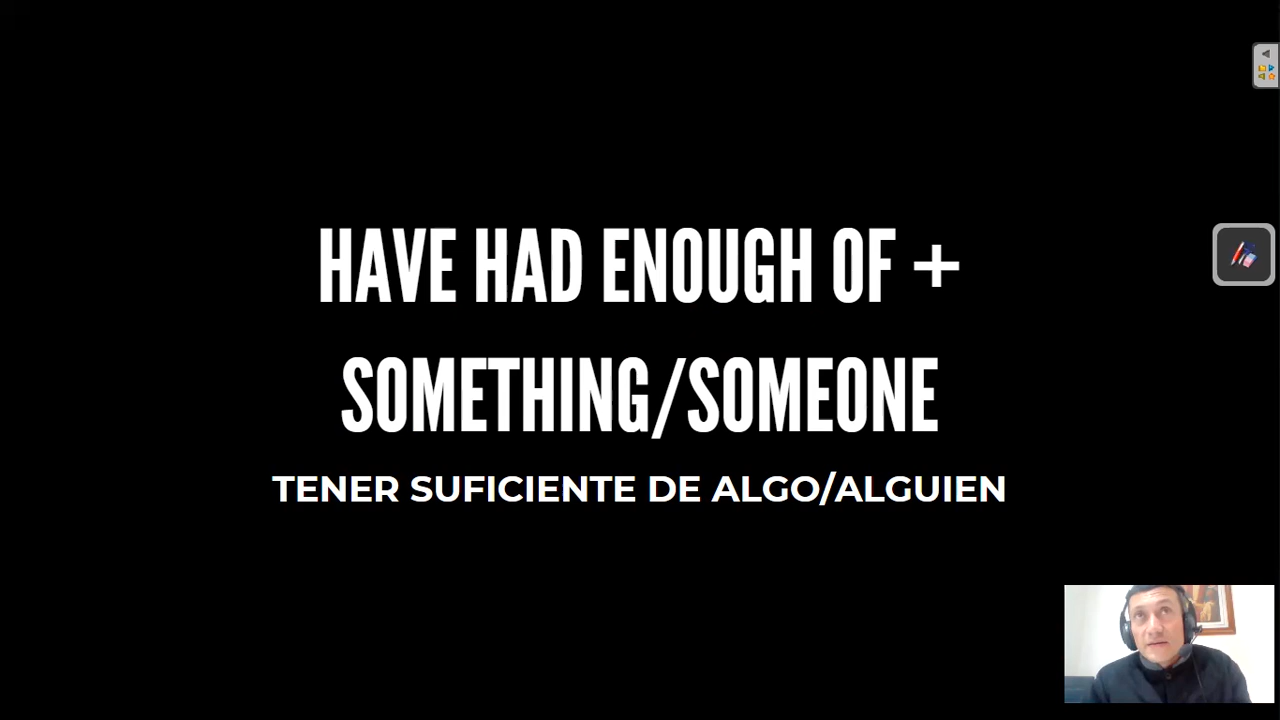 HAVE HAD ENOUGH OF +
SOMETHING/SOMEONE
TENER SUFICIENTE DE ALGO/ALGUIEN